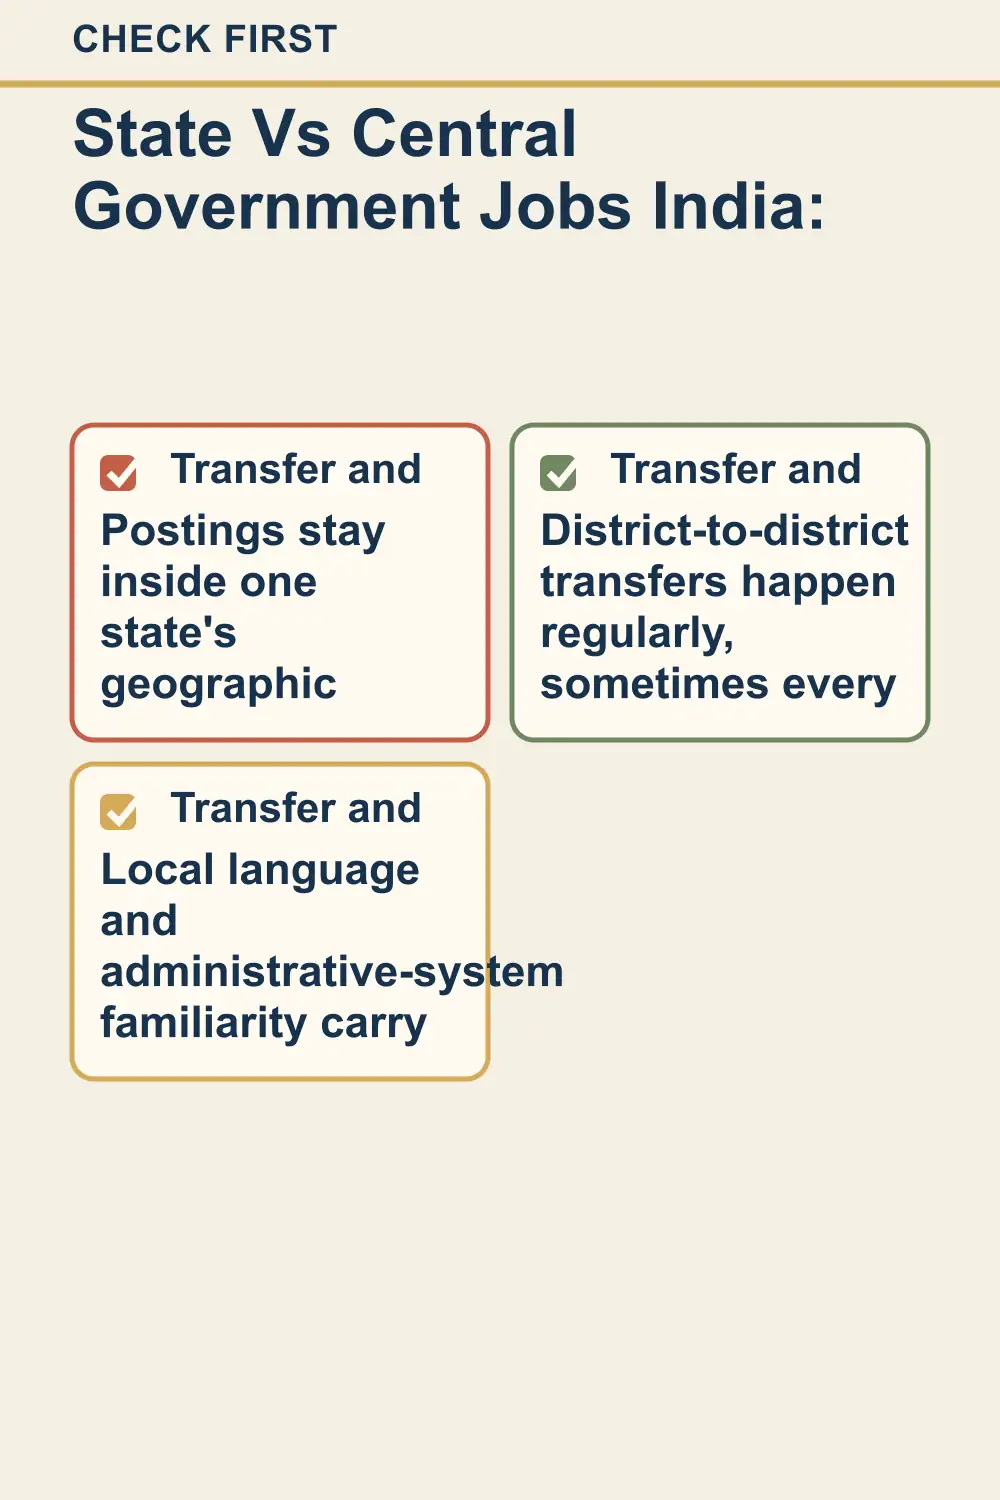 CHECK FIRST
State Vs Central
Government Jobs India:
Transfer and
Postings stay
inside one
state's
geographic
Transfer and
District-to-district
transfers happen
regularly,
sometimes every
Transfer and
Local language
and
administrative-system
familiarity carry